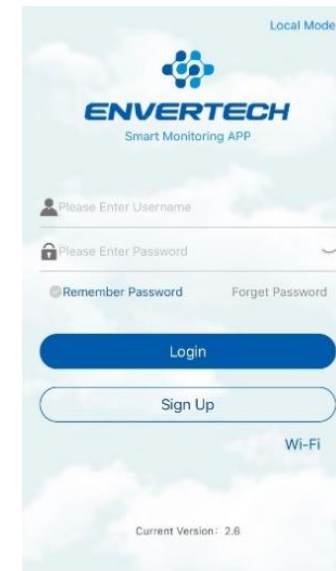 Local Mode
ENVERTECH
Smart Monitoring APP
Please Enter Username
Please Enter Password
Remember Password Forget Password
Login
Sign Up
Wi-Fi
Current Version: 2.6